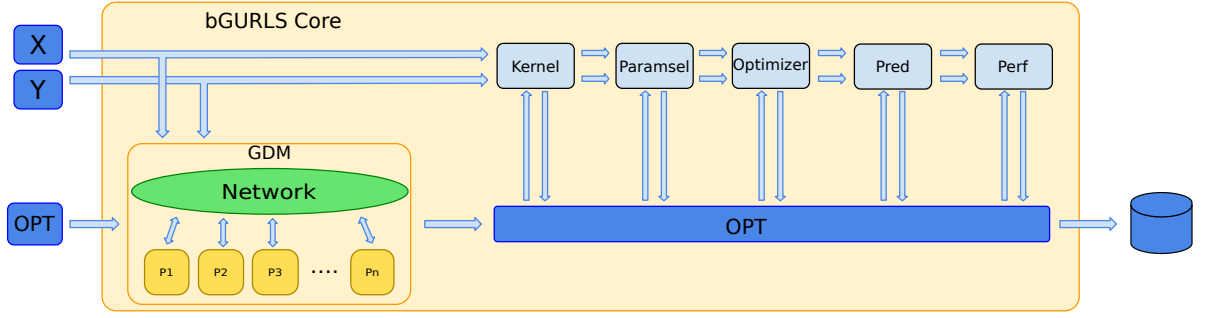 bGURLS Core
X
Y
Kernel
Paramsel
Optimizer
Pred
Perf
GDM
Network
OPT
OPT
P1
P2
P3
....
Pn